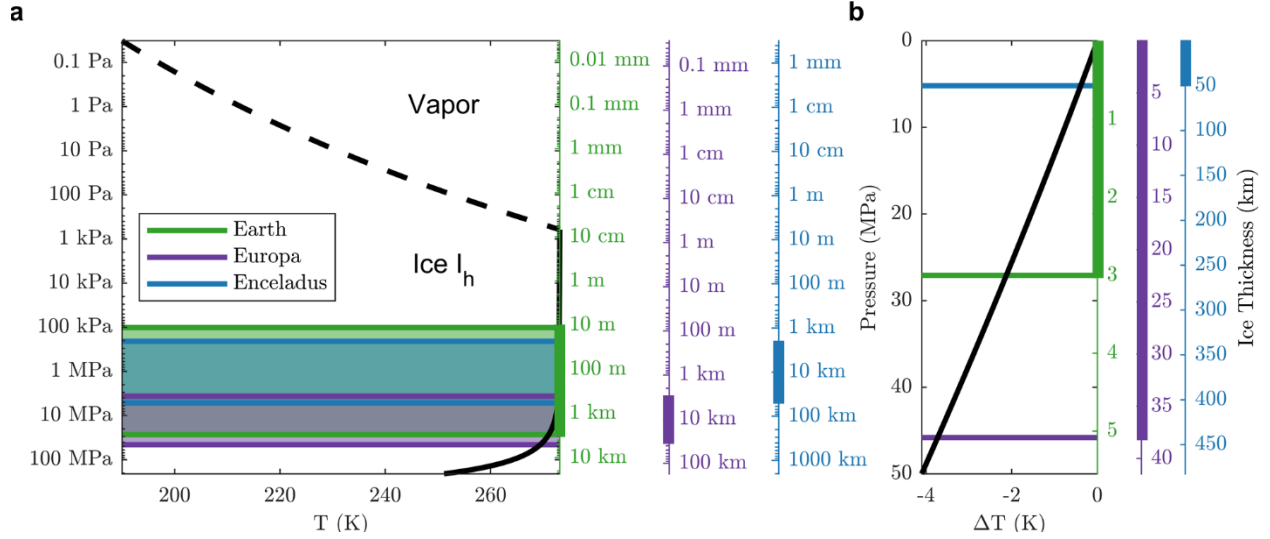 a
0.1 Pa
1 Pa
10 Pa
100 Pa
1 kPa
10 kPa
100 kPa
1 MPa
10 MPa
100 MPa
Vapor
Ice I_h
Earth
Europa
Enceladus
200
220
240
260
T (K)
0.01 mm
0.1 mm
1 mm
1 cm
10 cm
1 m
10 m
100 m
1 km
10 km
0.1 mm
1 mm
1 cm
10 cm
1 m
10 m
100 m
1 km
10 km
100 km
1 mm
1 cm
10 cm
1 m
10 m
100 m
1 km
10 km
100 km
1000 km
b
Pressure (MPa)
0
10
20
30
40
50
-4
-2
0
ΔT (K)
1
2
3
4
5
5
10
15
20
25
30
35
40
50
100
150
200
250
300
350
400
450
Ice Thickness (km)